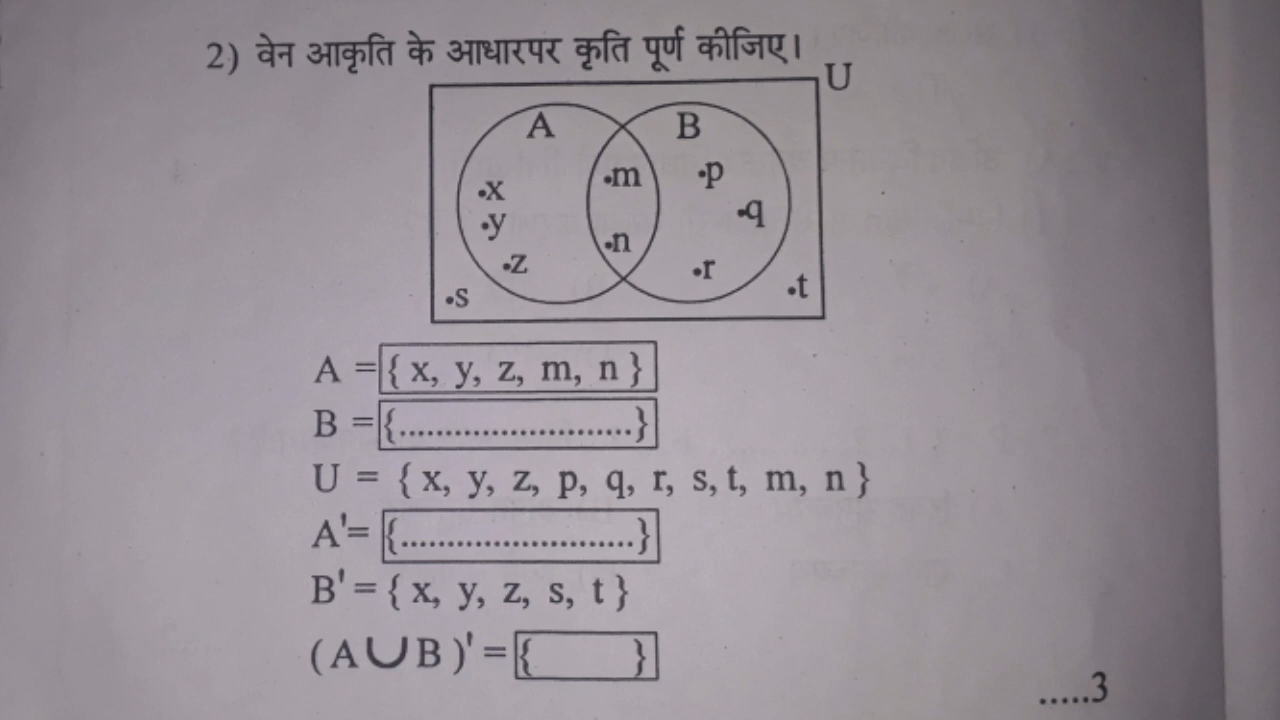 2) वेन आकृति के आधारपर कृति पूर्ण कीजिए।
U
A B
•m •p
•x
•q
•y
•n
•z •r
•s •t
A = { x, y, z, m, n }
B = {.........................}
U = { x, y, z, p, q, r, s, t, m, n }
A'= {.........................}
B' = { x, y, z, s, t }
( A ∪ B )' = { }
.....3